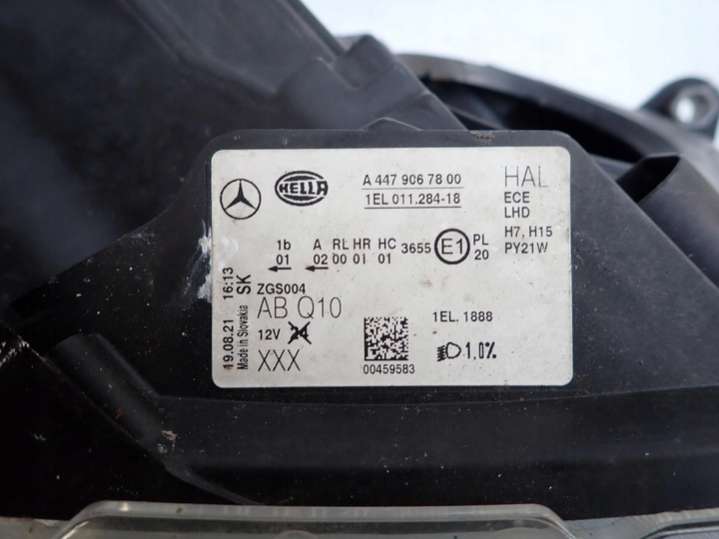 HELLA
A 447 906 78 00
1EL 011.284-18
HAL
ECE
LHD
H7, H15
PY21W
1b A RL HR HC 3655 E1 PL
01 02 00 01 01 20
ZGS004
AB Q10
12V 24
XXX
19.08.21 16:13
Made in Slovakia SK
00459583
1EL. 1888
1,0%